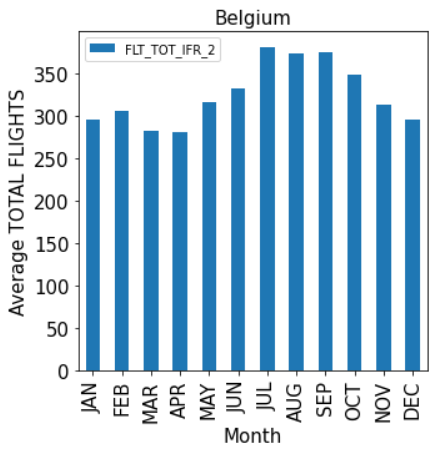 Belgium
FLT_TOT_IFR_2
Average TOTAL FLIGHTS
350
300
250
200
150
100
50
0
JAN
FEB
MAR
APR
MAY
JUN
JUL
AUG
SEP
OCT
NOV
DEC
Month